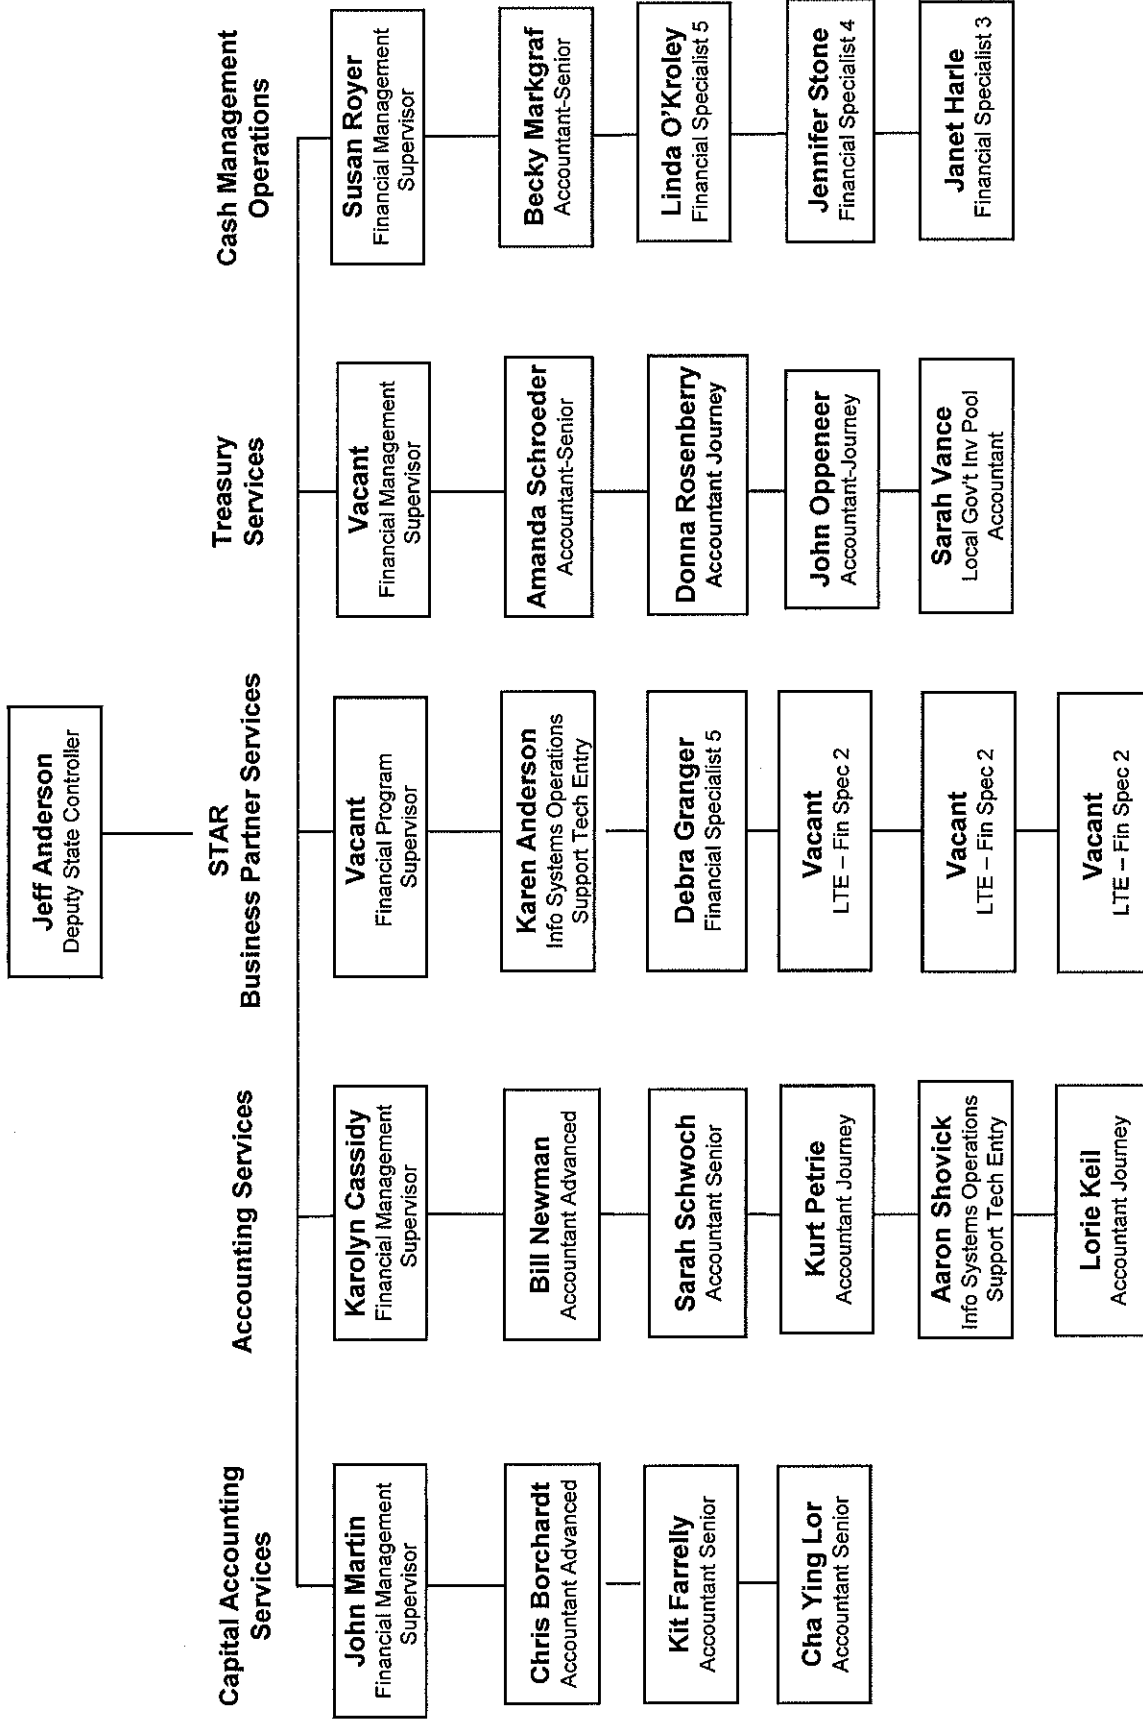 Jeff Anderson
Deputy State Controller
Capital Accounting
Services
John Martin
Financial Management
Supervisor
Chris Borchardt
Accountant Advanced
Kit Farrelly
Accountant Senior
Cha Ying Lor
Accountant Senior
Accounting Services
Karolyn Cassidy
Financial Management
Supervisor
Bill Newman
Accountant Advanced
Sarah Schwoch
Accountant Senior
Kurt Petrie
Accountant Journey
Aaron Shovick
Info Systems Operations
Support Tech Entry
Lorie Keil
Accountant Journey
STAR
Business Partner Services
Vacant
Financial Program
Supervisor
Karen Anderson
Info Systems Operations
Support Tech Entry
Debra Granger
Financial Specialist 5
Vacant
LTE – Fin Spec 2
Vacant
LTE – Fin Spec 2
Vacant
LTE – Fin Spec 2
Treasury
Services
Vacant
Financial Management
Supervisor
Amanda Schroeder
Accountant-Senior
Donna Rosenberry
Accountant Journey
John Oppeneer
Accountant-Journey
Sarah Vance
Local Gov't Inv Pool
Accountant
Cash Management
Operations
Susan Royer
Financial Management
Supervisor
Becky Markgraf
Accountant-Senior
Linda O'Kroley
Financial Specialist 5
Jennifer Stone
Financial Specialist 4
Janet Harle
Financial Specialist 3